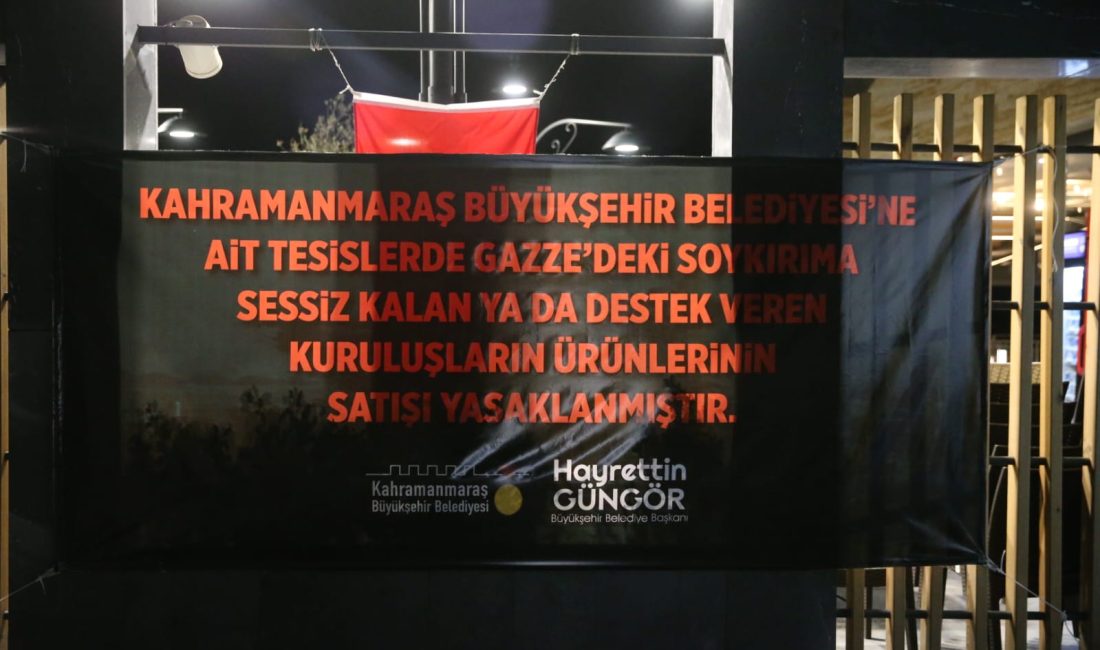 KAHRAMANMARAŞ BÜYÜKŞEHİR BELEDİYESİ'NE
AİT TESİSLERDE GAZZE'DEKİ SOYKIRIMA
SESSİZ KALAN YA DA DESTEK VEREN
KURULUŞLARIN ÜRÜNLERİNİN
SATIŞI YASAKLANMIŞTIR.
Kahramanmaraş
Büyükşehir Belediyesi
Hayrettin
GÜNGÖR
Büyükşehir Belediye Başkanı